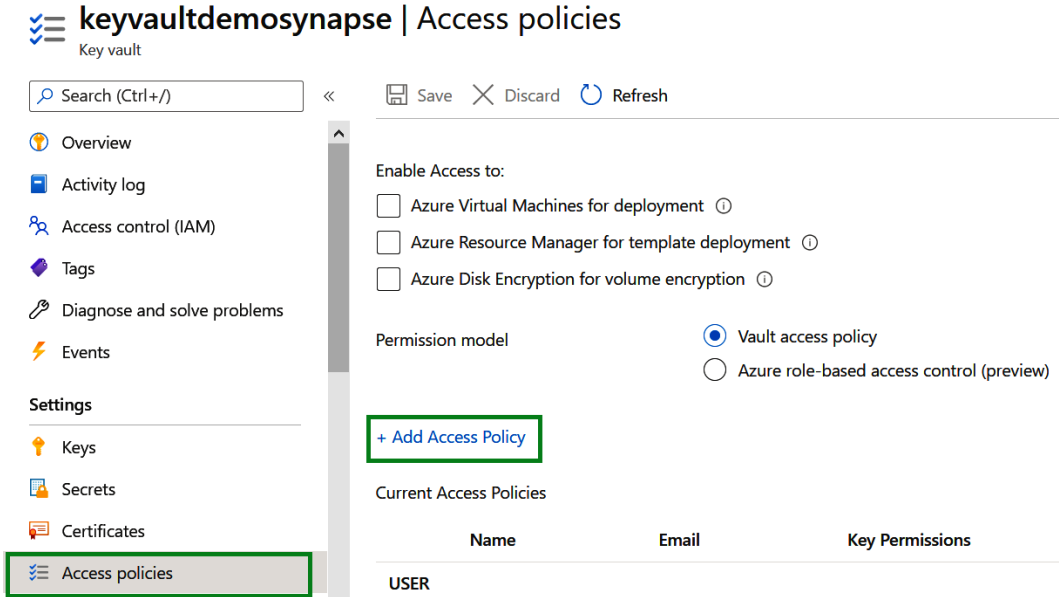 keyvaultdemosynapse | Access policies
Key vault
Search (Ctrl+/)
«
Save
Discard
Refresh
Overview
Activity log
Access control (IAM)
Tags
Diagnose and solve problems
Events
Settings
Keys
Secrets
Certificates
Access policies
Enable Access to:
Azure Virtual Machines for deployment
Azure Resource Manager for template deployment
Azure Disk Encryption for volume encryption
Permission model
Vault access policy
Azure role-based access control (preview)
+ Add Access Policy
Current Access Policies
Name Email Key Permissions
USER